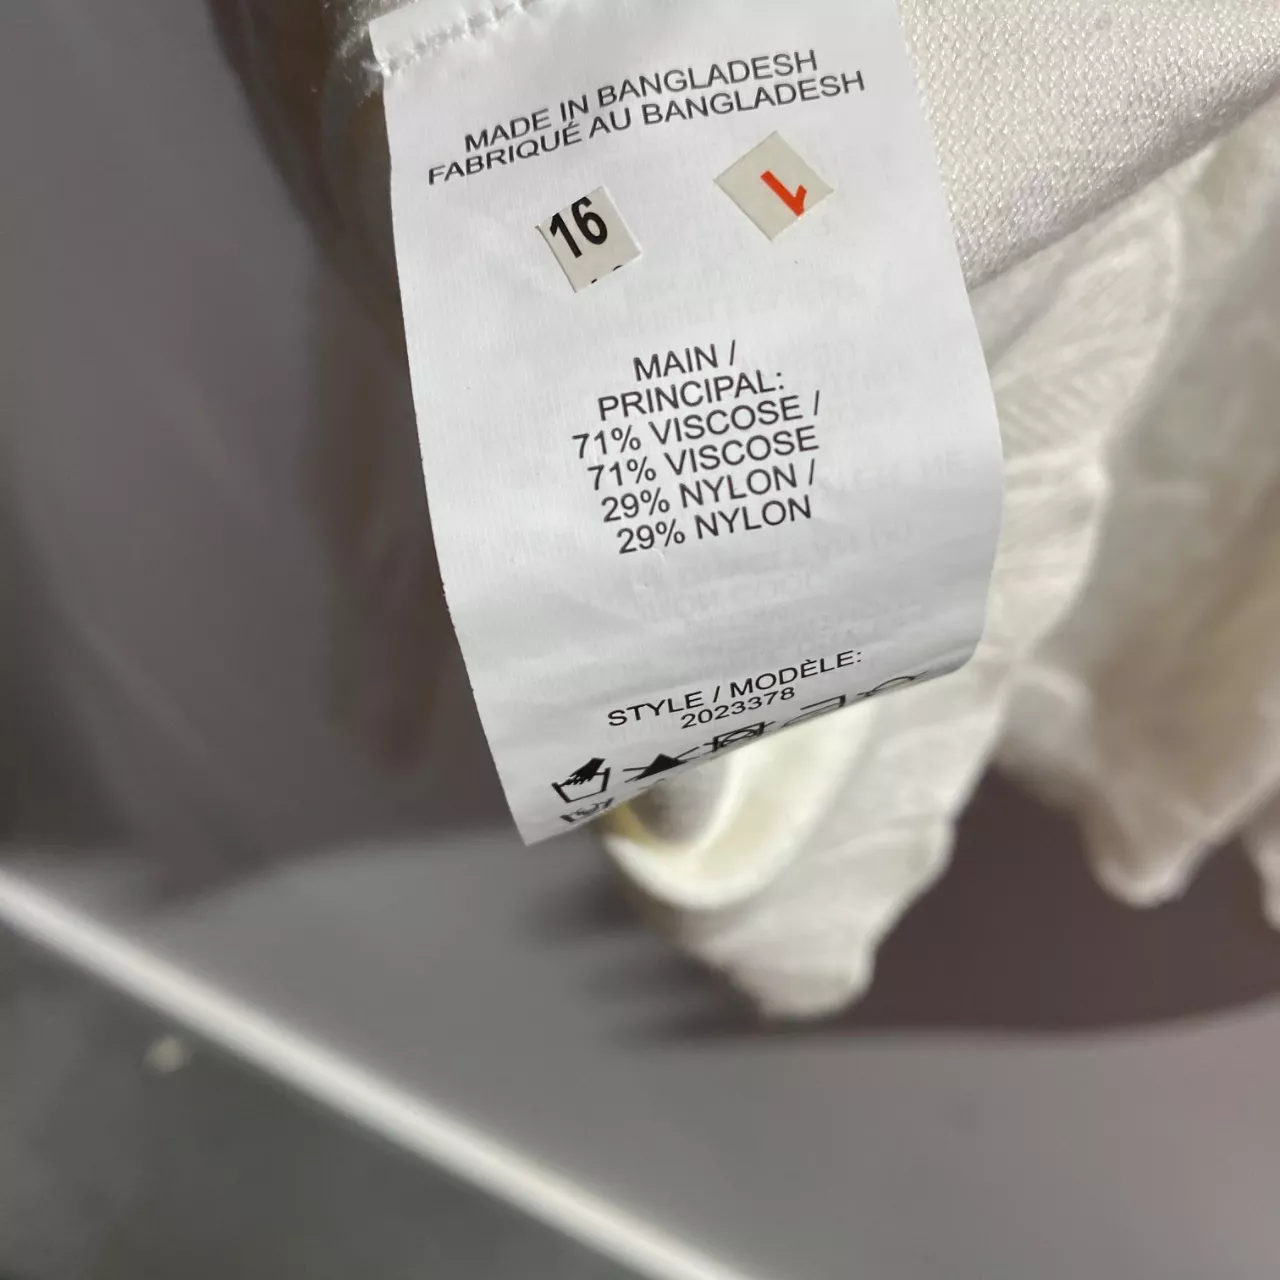 MADE IN BANGLADESH
FABRIQUÉ AU BANGLADESH
16
1
MAIN /
PRINCIPAL:
71% VISCOSE /
71% VISCOSE
29% NYLON /
29% NYLON
STYLE / MODÈLE:
2023378